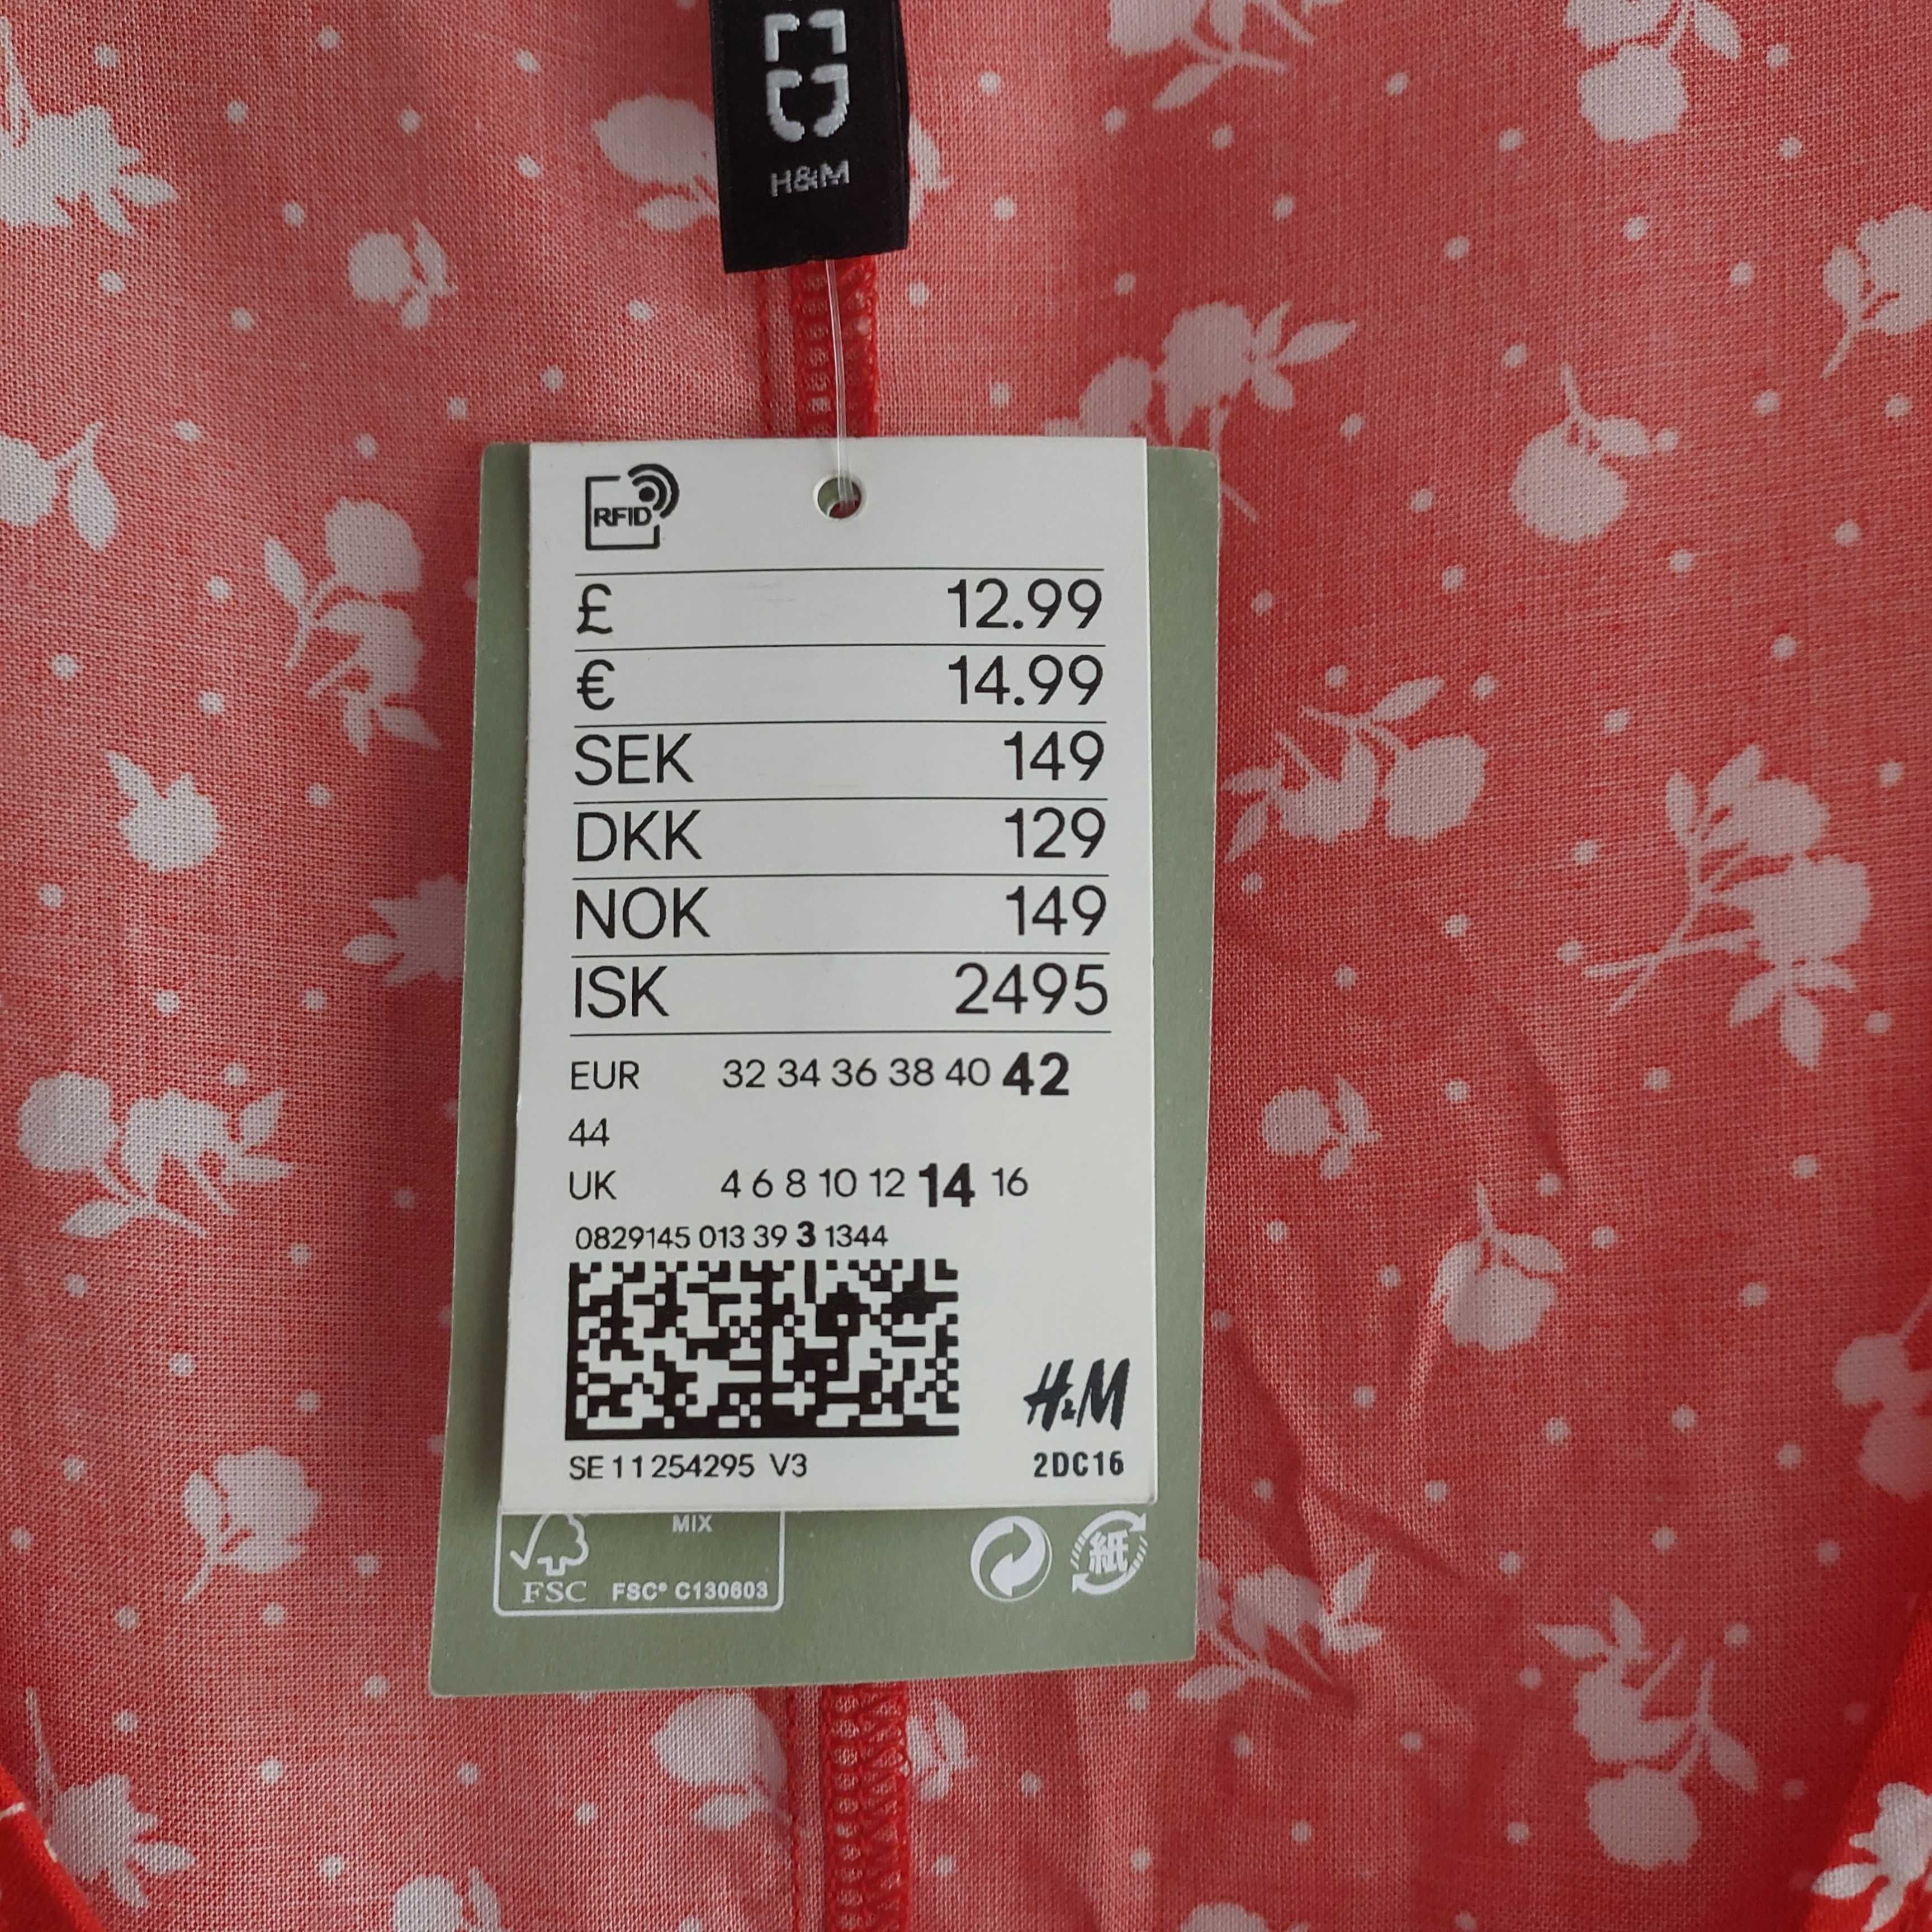 H&M
RFID
£ 12.99
€ 14.99
SEK 149
DKK 129
NOK 149
ISK 2495
EUR 32 34 36 38 40 42
44
UK 4 6 8 10 12 14 16
0829145 013 39 3 1344
H&M
SE 11 254295 V3 2DC16
MIX
FSC FSC® C130603
紙